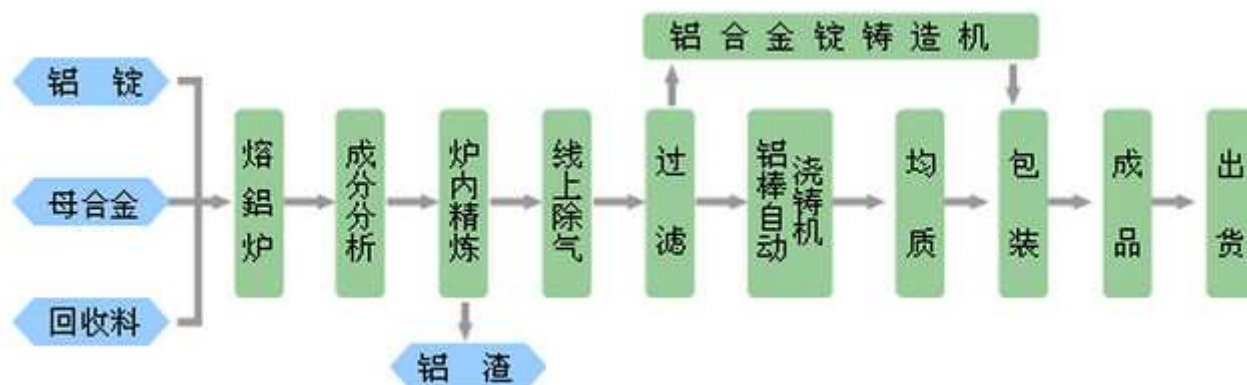 铝合金锭铸造机
铝 锭
母合金
回收料
熔鋁炉
成分分析
炉内精炼
线上除气
过滤
铝棒自动
浇铸机
均质
包装
成品
出货
铝 渣